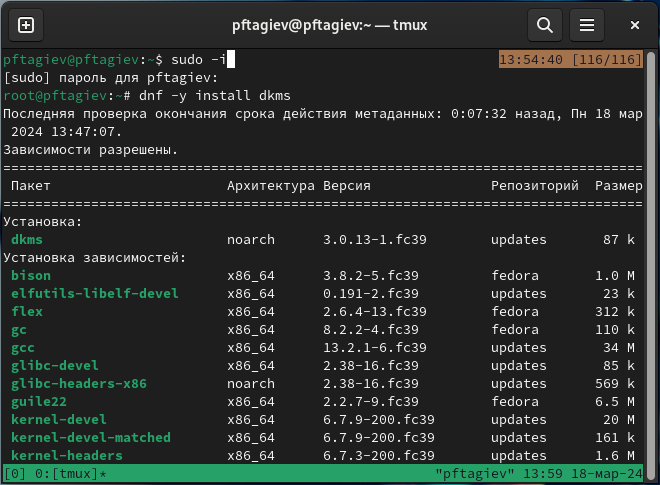 pftagiev@pftagiev:~ — tmux
pftagiev@pftagiev:~$ sudo -i 13:54:40 [116/116]
[sudo] пароль для pftagiev:
root@pftagiev:~# dnf -y install dkms
Последняя проверка окончания срока действия метаданных: 0:07:32 назад, Пн 18 мар
2024 13:47:07.
Зависимости разрешены.
================================================================================
Пакет Архитектура Версия Репозиторий Размер
================================================================================
Установка:
dkms noarch 3.0.13-1.fc39 updates 87 k
Установка зависимостей:
bison x86_64 3.8.2-5.fc39 fedora 1.0 M
elfutils-libelf-devel x86_64 0.191-2.fc39 updates 23 k
flex x86_64 2.6.4-13.fc39 fedora 312 k
gc x86_64 8.2.2-4.fc39 fedora 110 k
gcc x86_64 13.2.1-6.fc39 updates 34 M
glibc-devel x86_64 2.38-16.fc39 updates 85 k
glibc-headers-x86 noarch 2.38-16.fc39 updates 569 k
guile22 x86_64 2.2.7-9.fc39 fedora 6.5 M
kernel-devel x86_64 6.7.9-200.fc39 updates 20 M
kernel-devel-matched x86_64 6.7.9-200.fc39 updates 161 k
kernel-headers x86_64 6.7.3-200.fc39 updates 1.6 M
[0] 0:[tmux]* "pftagiev" 13:59 18-мар-24